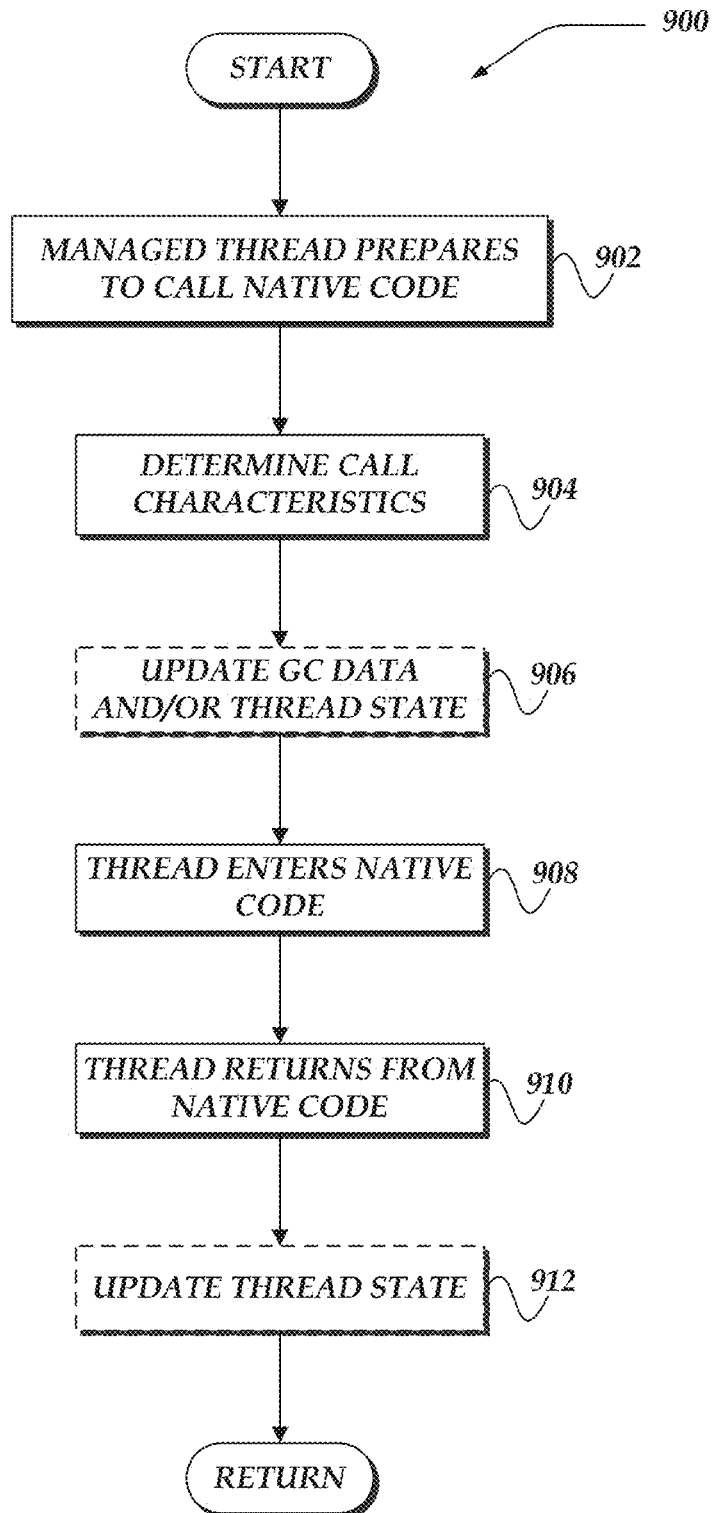 900
START
MANAGED THREAD PREPARES
TO CALL NATIVE CODE
902
DETERMINE CALL
CHARACTERISTICS
904
UPDATE GC DATA
AND/OR THREAD STATE
906
THREAD ENTERS NATIVE
CODE
908
THREAD RETURNS FROM
NATIVE CODE
910
UPDATE THREAD STATE
912
RETURN